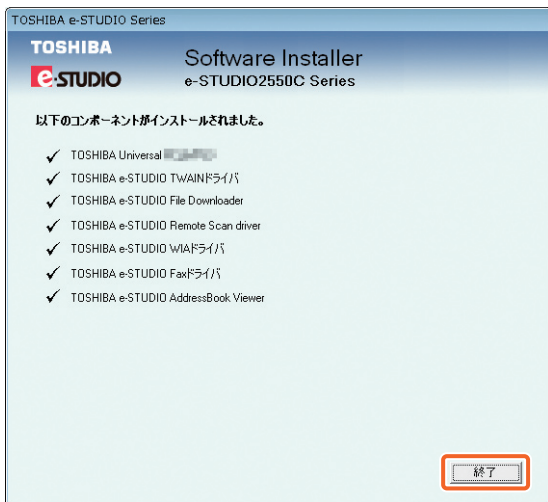 TOSHIBA e-STUDIO Series
TOSHIBA
e-STUDIO
Software Installer
e-STUDIO2550C Series
以下のコンポーネントがインストールされました。
TOSHIBA Universal
TOSHIBA e-STUDIO TWAINドライバ
TOSHIBA e-STUDIO File Downloader
TOSHIBA e-STUDIO Remote Scan driver
TOSHIBA e-STUDIO WIAドライバ
TOSHIBA e-STUDIO Faxドライバ
TOSHIBA e-STUDIO AddressBook Viewer
終了